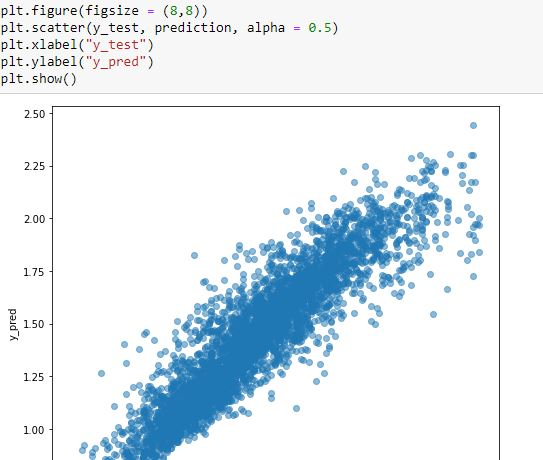 plt.figure(figsize = (8,8))
plt.scatter(y_test, prediction, alpha = 0.5)
plt.xlabel("y_test")
plt.ylabel("y_pred")
plt.show()
2.50
2.25
2.00
1.75
1.50
1.25
1.00
y_pred